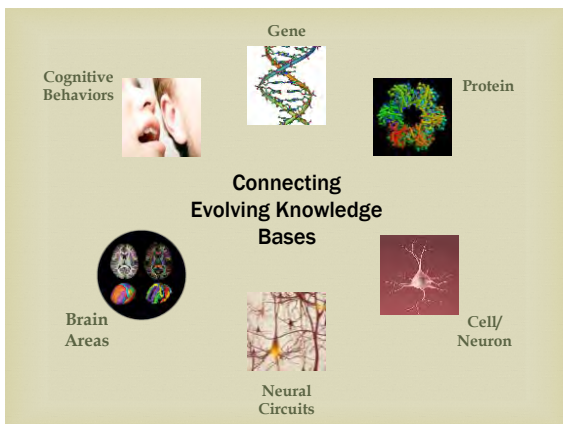 Gene
Cognitive
Behaviors
Protein
Connecting
Evolving Knowledge
Bases
Brain
Areas
Cell/
Neuron
Neural
Circuits